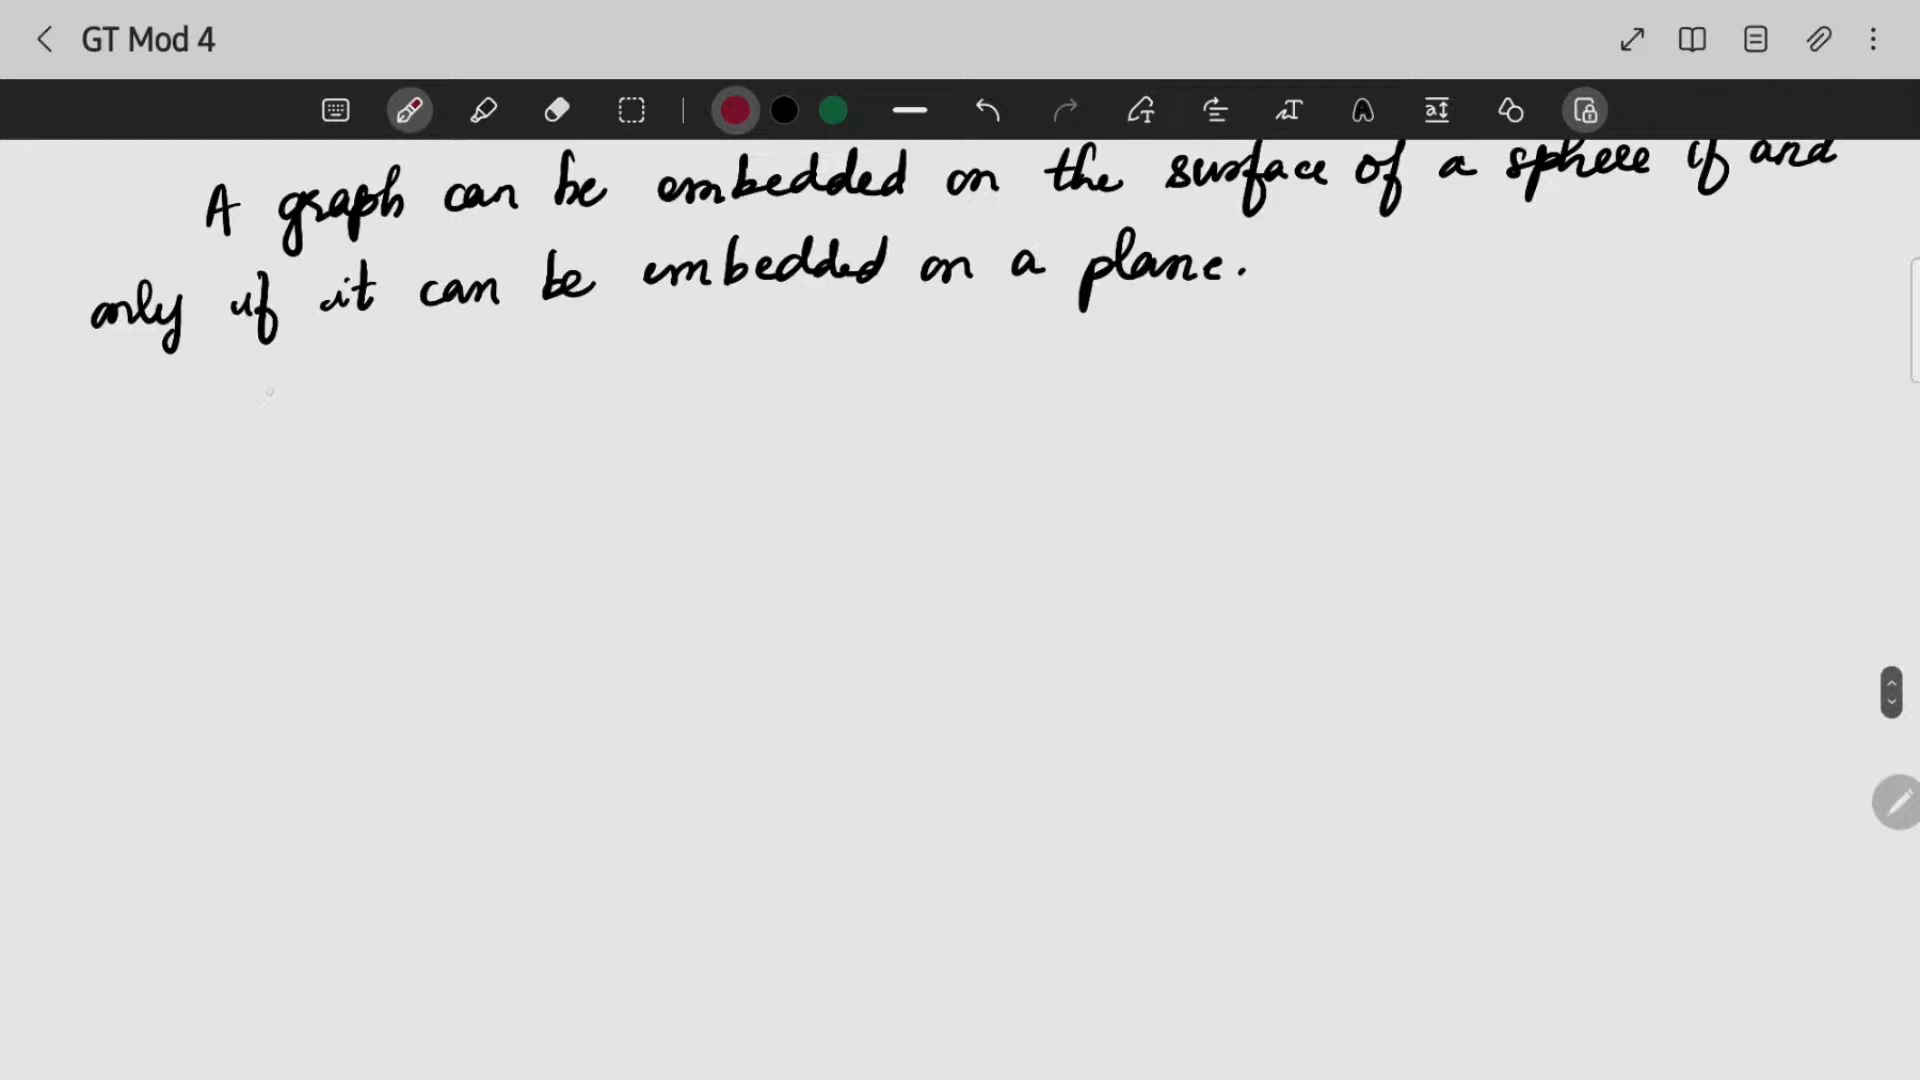 GT Mod 4
A graph can be embedded on the surface of a sphere if and
only if it can be embedded on a plane.